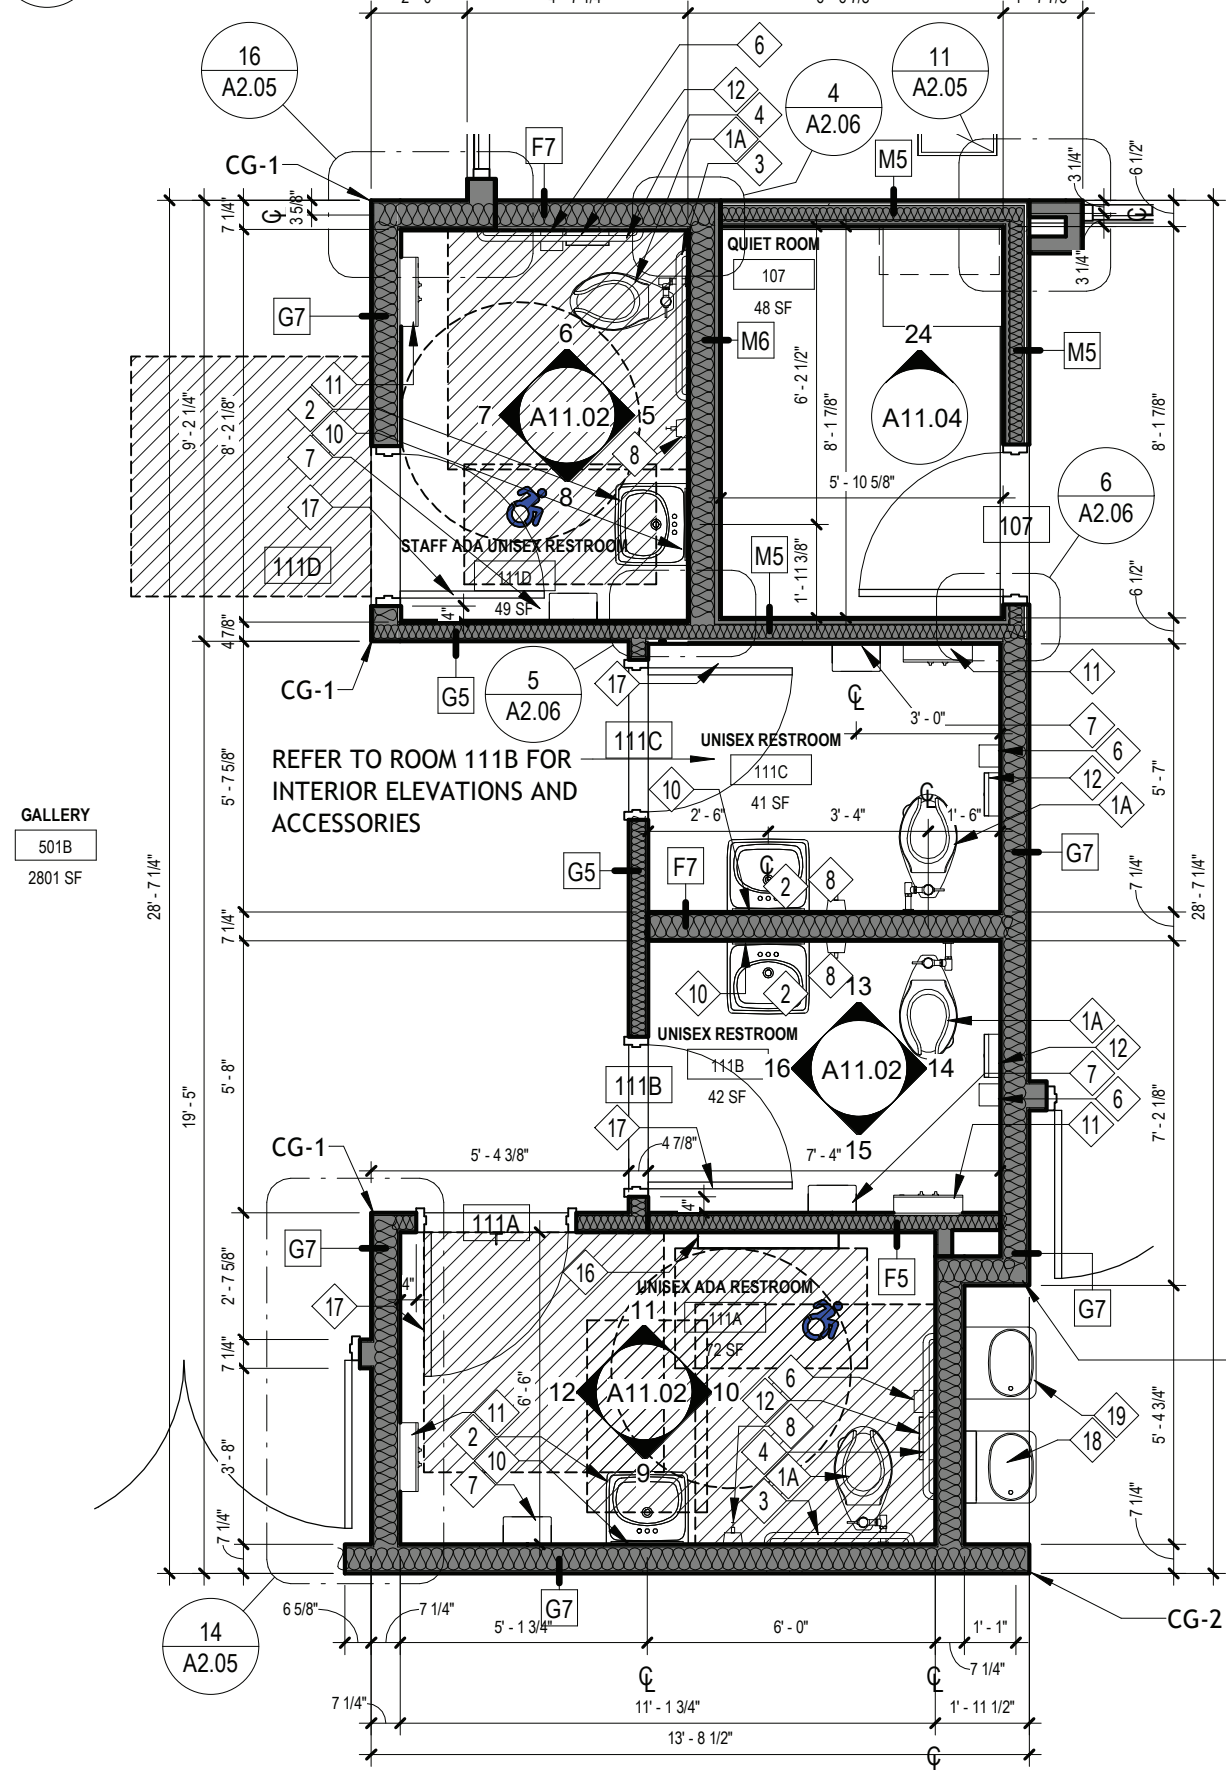 16
A2.05
6
12
4
1A
3
4
A2.06
11
A2.05
CG-1
F7
M5
3 1/4"
6 1/2"
7 1/4"
3 5/8"
3 1/4"
QUIET ROOM
107
48 SF
G7
M6
M5
6
7
A11.02
5
8
24
A11.04
9' - 2 1/4"
8' - 2 1/8"
6' - 2 1/2"
8' - 1 7/8"
8' - 1 7/8"
11
2
10
7
17
8
5' - 10 5/8"
6
A2.06
107
STAFF ADA UNISEX RESTROOM
111D
111D
49 SF
M5
1' - 11 3/8"
6 1/2"
4 7/8"
4"
CG-1
G5
5
A2.06
17
11
3' - 0"
REFER TO ROOM 111B FOR
INTERIOR ELEVATIONS AND
ACCESSORIES
111C
UNISEX RESTROOM
111C
41 SF
7
6
12
1A
10
2' - 6"
3' - 4"
1' - 6"
5' - 7 5/8"
5' - 7"
GALLERY
501B
2801 SF
28' - 7 1/4"
28' - 7 1/4"
G5
F7
2
8
G7
7 1/4"
7 1/4"
10
2
8
13
UNISEX RESTROOM
111B
111B
42 SF
16
A11.02
14
15
1A
12
7
6
11
5' - 8"
19' - 5"
7' - 2 1/8"
17
CG-1
5' - 4 3/8"
4 7/8"
7' - 4"
4"
111A
G7
16
F5
G7
UNISEX ADA RESTROOM
111A
72 SF
17
4"
2' - 7 5/8"
7 1/4"
11
12
A11.02
10
9
6' - 6"
6
12
8
4
1A
3
11
2
10
7
19
18
3' - 8"
5' - 4 3/4"
7 1/4"
7 1/4"
G7
14
A2.05
6 5/8"
7 1/4"
5' - 1 3/4"
6' - 0"
1' - 1"
7 1/4"
CG-2
7 1/4"
11' - 1 3/4"
1' - 11 1/2"
13' - 8 1/2"